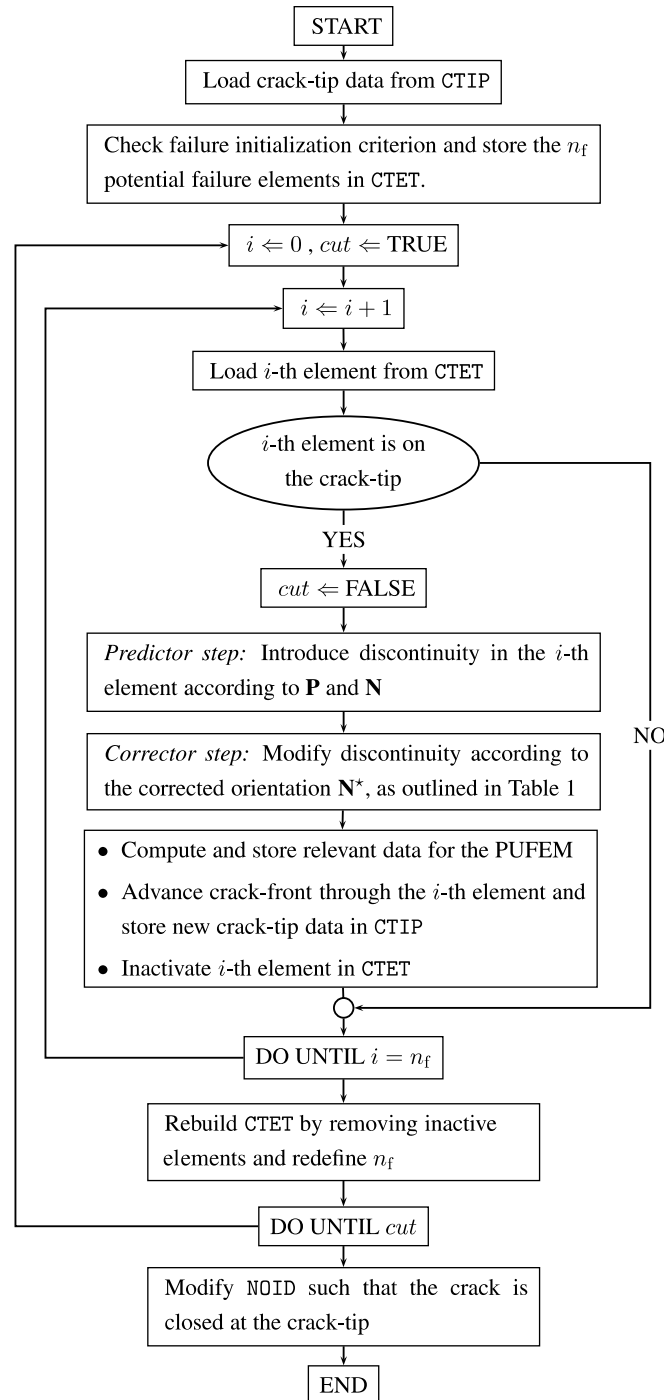 START
Load crack-tip data from CTIP
Check failure initialization criterion and store the n_f
potential failure elements in CTET.
i ⇐ 0 , cut ⇐ TRUE
i ⇐ i + 1
Load i-th element from CTET
i-th element is on
the crack-tip
YES
cut ⇐ FALSE
Predictor step: Introduce discontinuity in the i-th
element according to P and N
NO
Corrector step: Modify discontinuity according to
the corrected orientation N⋆, as outlined in Table 1
• Compute and store relevant data for the PUFEM
• Advance crack-front through the i-th element and
store new crack-tip data in CTIP
• Inactivate i-th element in CTET
DO UNTIL i = n_f
Rebuild CTET by removing inactive
elements and redefine n_f
DO UNTIL cut
Modify NOID such that the crack is
closed at the crack-tip
END